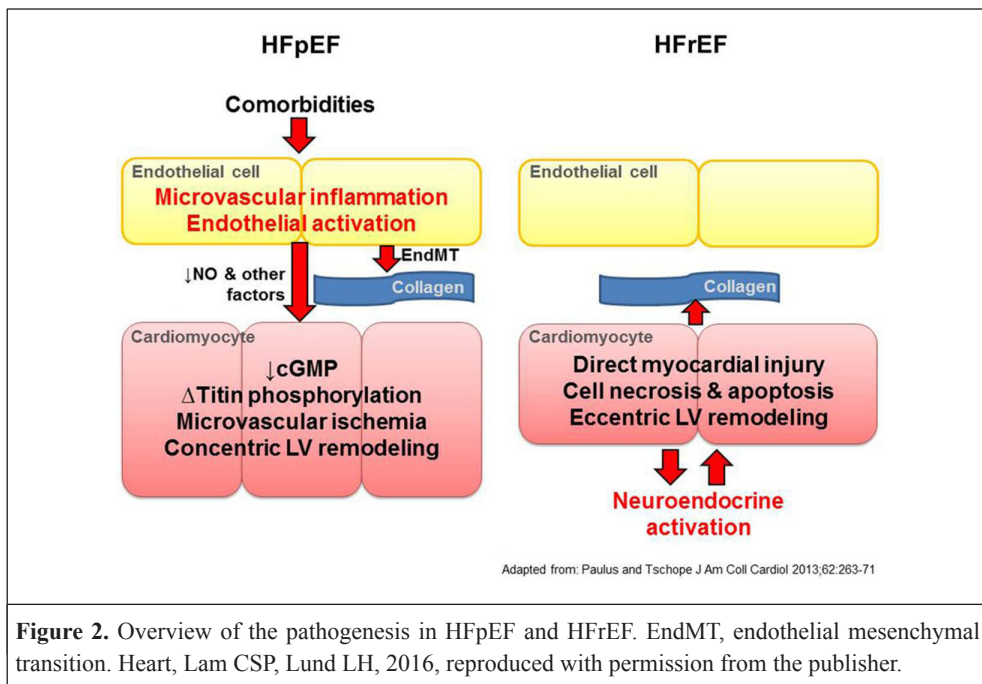 HFpEF
Comorbidities
Endothelial cell
Microvascular inflammation
Endothelial activation
↓NO & other
factors
EndMT
Collagen
Cardiomyocyte
↓cGMP
ΔTitin phosphorylation
Microvascular ischemia
Concentric LV remodeling
HFrEF
Endothelial cell
Collagen
Cardiomyocyte
Direct myocardial injury
Cell necrosis & apoptosis
Eccentric LV remodeling
Neuroendocrine
activation
Adapted from: Paulus and Tschope J Am Coll Cardiol 2013;62:263-71
Figure 2. Overview of the pathogenesis in HFpEF and HFrEF. EndMT, endothelial mesenchymal
transition. Heart, Lam CSP, Lund LH, 2016, reproduced with permission from the publisher.